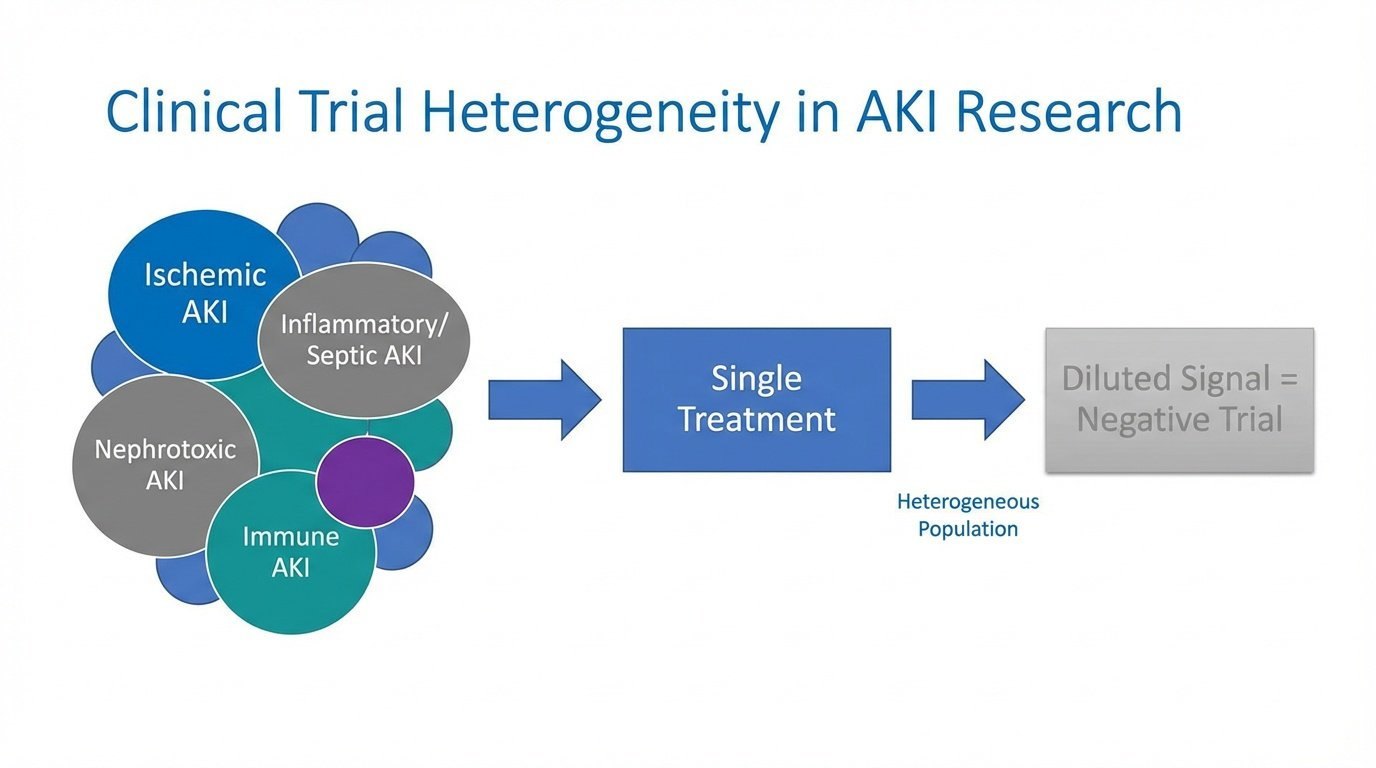 Clinical Trial Heterogeneity in AKI Research
Ischemic
AKI
Inflammatory/
Septic AKI
Nephrotoxic
AKI
Immune
AKI
Single
Treatment
Heterogeneous
Population
Diluted Signal =
Negative Trial